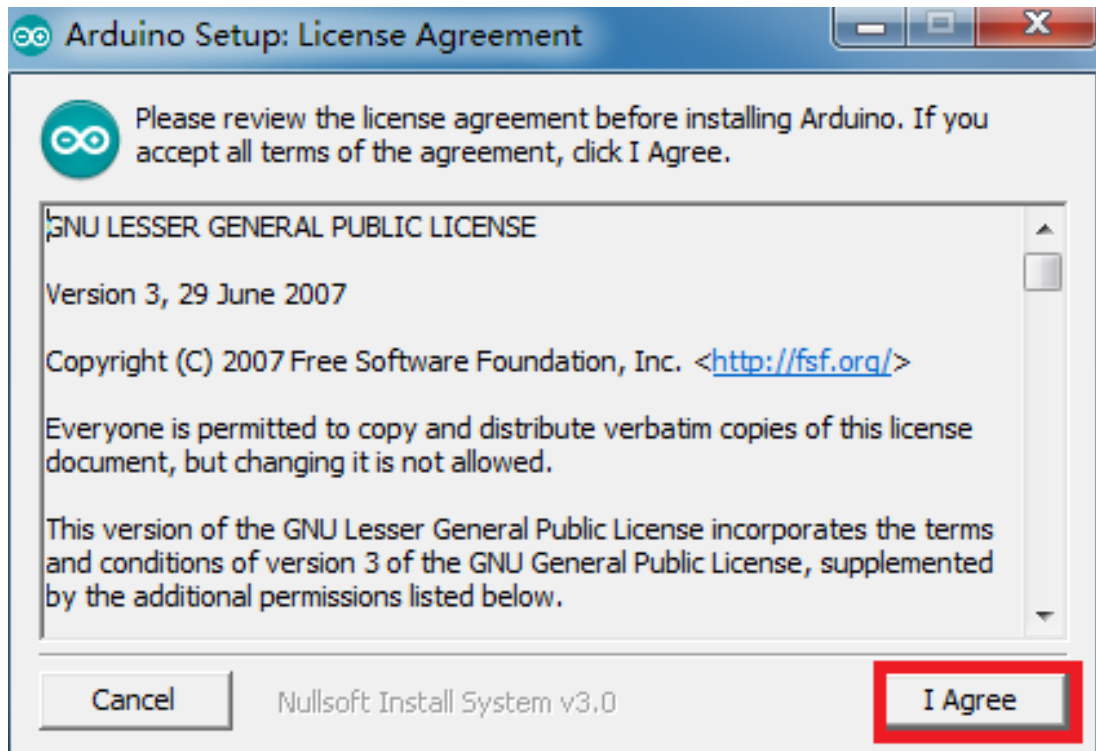 Arduino Setup: License Agreement
Please review the license agreement before installing Arduino. If you
accept all terms of the agreement, click I Agree.
GNU LESSER GENERAL PUBLIC LICENSE
Version 3, 29 June 2007
Copyright (C) 2007 Free Software Foundation, Inc. <http://fsf.org/>
Everyone is permitted to copy and distribute verbatim copies of this license
document, but changing it is not allowed.
This version of the GNU Lesser General Public License incorporates the terms
and conditions of version 3 of the GNU General Public License, supplemented
by the additional permissions listed below.
Cancel
Nullsoft Install System v3.0
I Agree